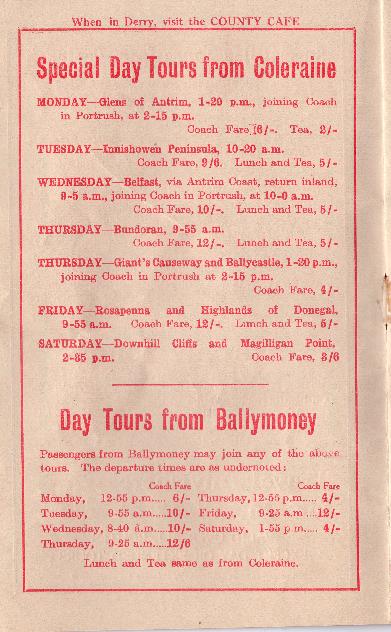 When in Derry, visit the COUNTY CAFE
Special Day Tours from Coleraine
MONDAY—Glens of Antrim, 1-20 p.m., joining Coach
in Portrush, at 2-15 p.m.
Coach Fare, 6/-. Tea, 2/-
TUESDAY—Innishowen Peninsula, 10-20 a.m.
Coach Fare, 9/6. Lunch and Tea, 5/-
WEDNESDAY—Belfast, via Antrim Coast, return inland,
9-5 a.m., joining Coach in Portrush, at 10-0 a.m.
Coach Fare, 10/-. Lunch and Tea, 5/-
THURSDAY—Bundoran, 9-55 a.m.
Coach Fare, 12/-. Lunch and Tea, 5/-
THURSDAY—Giant's Causeway and Ballycastle, 1-20 p.m.,
joining Coach in Portrush at 2-15 p.m.
Coach Fare, 4/-
FRIDAY—Rosapenna and Highlands of Donegal,
9-55 a.m. Coach Fare, 12/-. Lunch and Tea, 5/-
SATURDAY—Downhill Cliffs and Magilligan Point,
2-35 p.m. Coach Fare, 3/6
Day Tours from Ballymoney
Passengers from Ballymoney may join any of the above
tours. The departure times are as undernoted:
Coach Fare Coach Fare
Monday, 12-55 p.m..... 6/- Thursday, 12-55 p.m..... 4/-
Tuesday, 9-55 a.m.....10/- Friday, 9-25 a.m....12/-
Wednesday, 8-40 a.m....10/- Saturday, 1-55 p.m..... 4/-
Thursday, 9-25 a.m....12/6
Lunch and Tea same as from Coleraine.